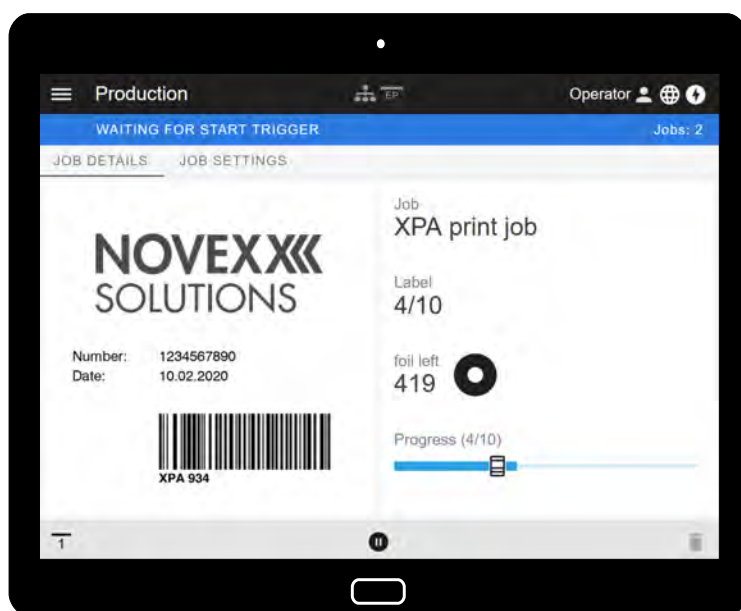 Production
EP
Operator
WAITING FOR START TRIGGER
Jobs: 2
JOB DETAILS
JOB SETTINGS
NOVEXX
SOLUTIONS
Number: 1234567890
Date: 10.02.2020
XPA 934
Job
XPA print job
Label
4/10
foil left
419
Progress (4/10)
1